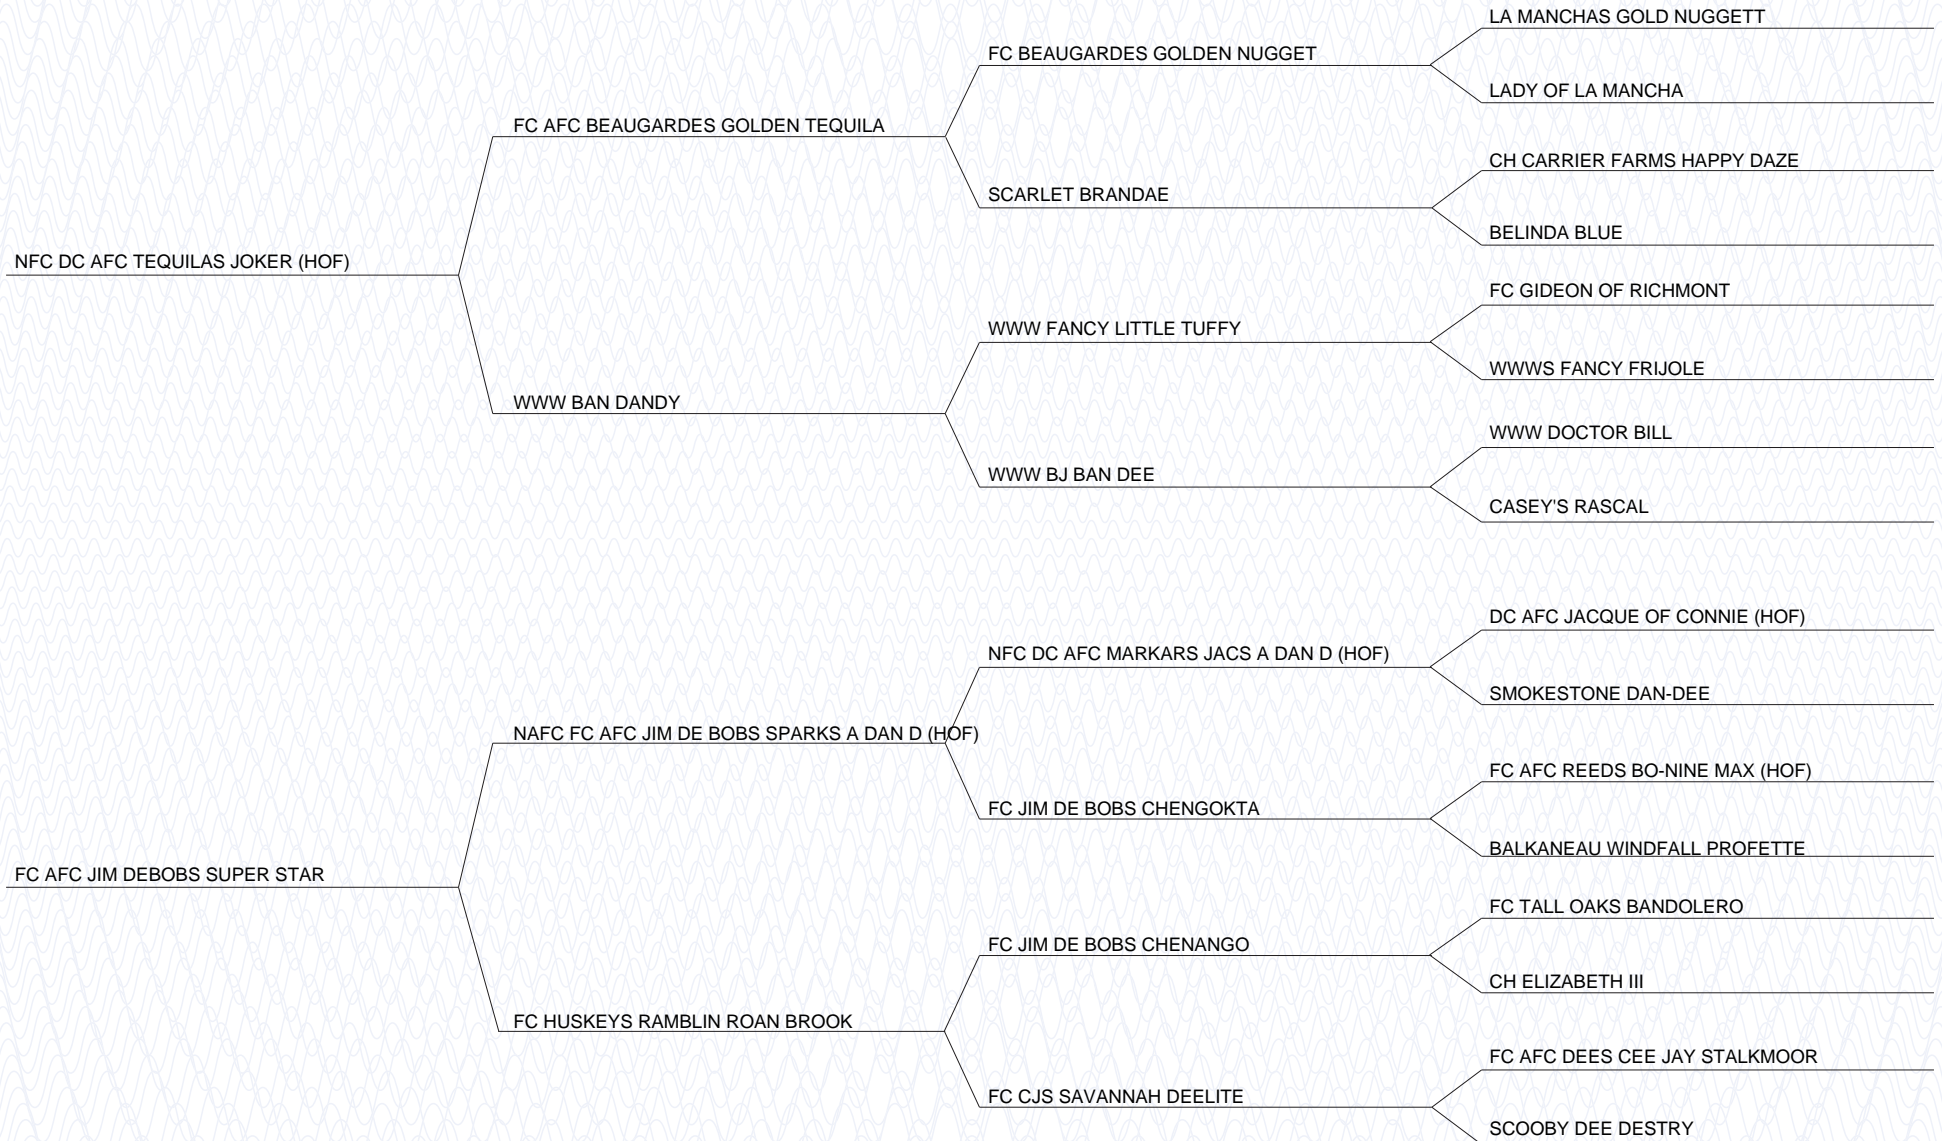 LA MANCHAS GOLD NUGGETT
FC BEAUGARDES GOLDEN NUGGET
LADY OF LA MANCHA
FC AFC BEAUGARDES GOLDEN TEQUILA
CH CARRIER FARMS HAPPY DAZE
SCARLET BRANDAE
BELINDA BLUE
NFC DC AFC TEQUILAS JOKER (HOF)
FC GIDEON OF RICHMONT
WWW FANCY LITTLE TUFFY
WWWS FANCY FRIJOLE
WWW BAN DANDY
WWW DOCTOR BILL
WWW BJ BAN DEE
CASEY'S RASCAL
DC AFC JACQUE OF CONNIE (HOF)
NFC DC AFC MARKARS JACS A DAN D (HOF)
SMOKESTONE DAN-DEE
NAFC FC AFC JIM DE BOBS SPARKS A DAN D (HOF)
FC AFC REEDS BO-NINE MAX (HOF)
FC JIM DE BOBS CHENGOKTA
BALKANEAU WINDFALL PROFETTE
FC AFC JIM DEBOBS SUPER STAR
FC TALL OAKS BANDOLERO
FC JIM DE BOBS CHENANGO
CH ELIZABETH III
FC HUSKEYS RAMBLIN ROAN BROOK
FC AFC DEES CEE JAY STALKMOOR
FC CJS SAVANNAH DEELITE
SCOOBY DEE DESTRY